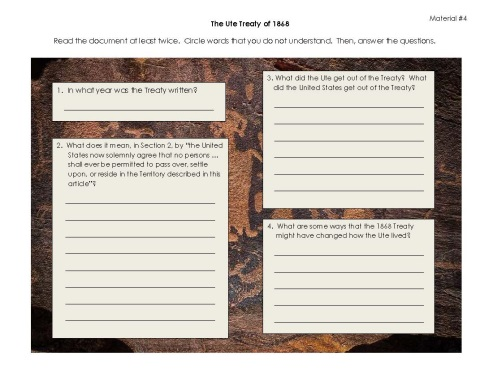 Material #4
The Ute Treaty of 1868
Read the document at least twice. Circle words that you do not understand. Then, answer the questions.
1. In what year was the Treaty written?
2. What does it mean, in Section 2, by "the United
States now solemnly agree that no persons ....
shall ever be permitted to pass over, settle
upon, or reside in the Territory described in this
article"?
3. What did the Ute get out of the Treaty? What
did the United States get out of the Treaty?
4. What are some ways that the 1868 Treaty
might have changed how the Ute lived?